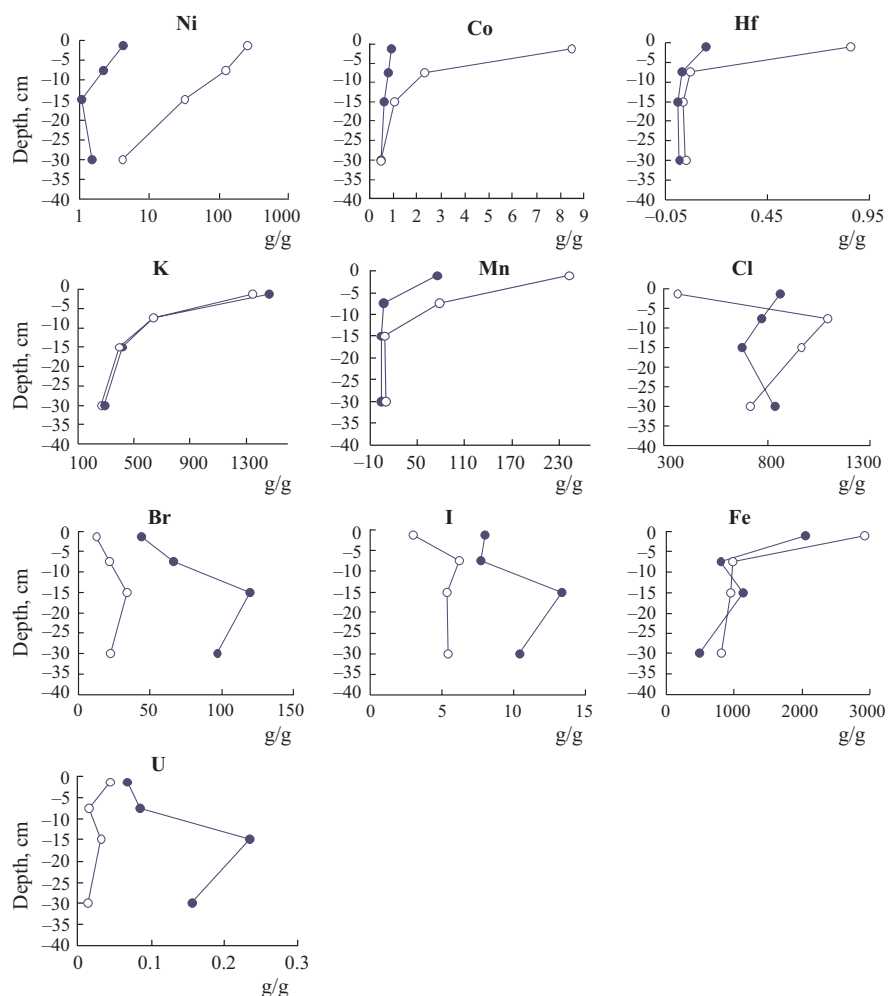 Ni
Depth, cm
0
–5
–10
–15
–20
–25
–30
–35
–40
1 10 100 1000
g/g
Co
0
–5
–10
–15
–20
–25
–30
–35
–40
0 1 2 3 4 5 6 7 8 9
g/g
Hf
0
–5
–10
–15
–20
–25
–30
–35
–40
–0.05 0.45 0.95
g/g
K
Depth, cm
0
–5
–10
–15
–20
–25
–30
–35
–40
100 500 900 1300
g/g
Mn
0
–5
–10
–15
–20
–25
–30
–35
–40
–10 50 110 170 230
g/g
Cl
0
–5
–10
–15
–20
–25
–30
–35
–40
300 800 1300
g/g
Br
Depth, cm
0
–5
–10
–15
–20
–25
–30
–35
–40
0 50 100 150
g/g
I
0
–5
–10
–15
–20
–25
–30
–35
–40
0 5 10 15
g/g
Fe
0
–5
–10
–15
–20
–25
–30
–35
–40
0 1000 2000 3000
g/g
U
Depth, cm
0
–5
–10
–15
–20
–25
–30
–35
–40
0 0.1 0.2 0.3
g/g